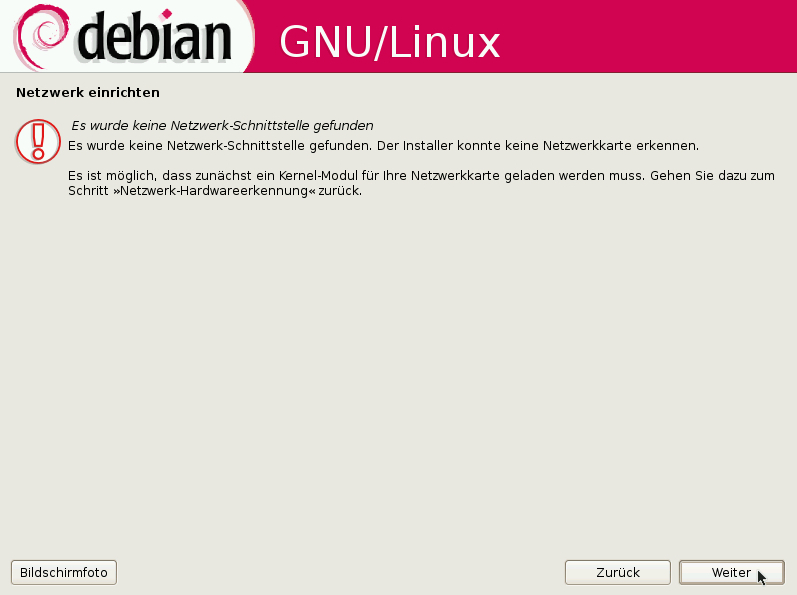 debian GNU/Linux
Netzwerk einrichten
Es wurde keine Netzwerk-Schnittstelle gefunden
Es wurde keine Netzwerk-Schnittstelle gefunden. Der Installer konnte keine Netzwerkkarte erkennen.
Es ist möglich, dass zunächst ein Kernel-Modul für Ihre Netzwerkkarte geladen werden muss. Gehen Sie dazu zum
Schritt »Netzwerk-Hardwareerkennung« zurück.
Bildschirmfoto Zurück Weiter